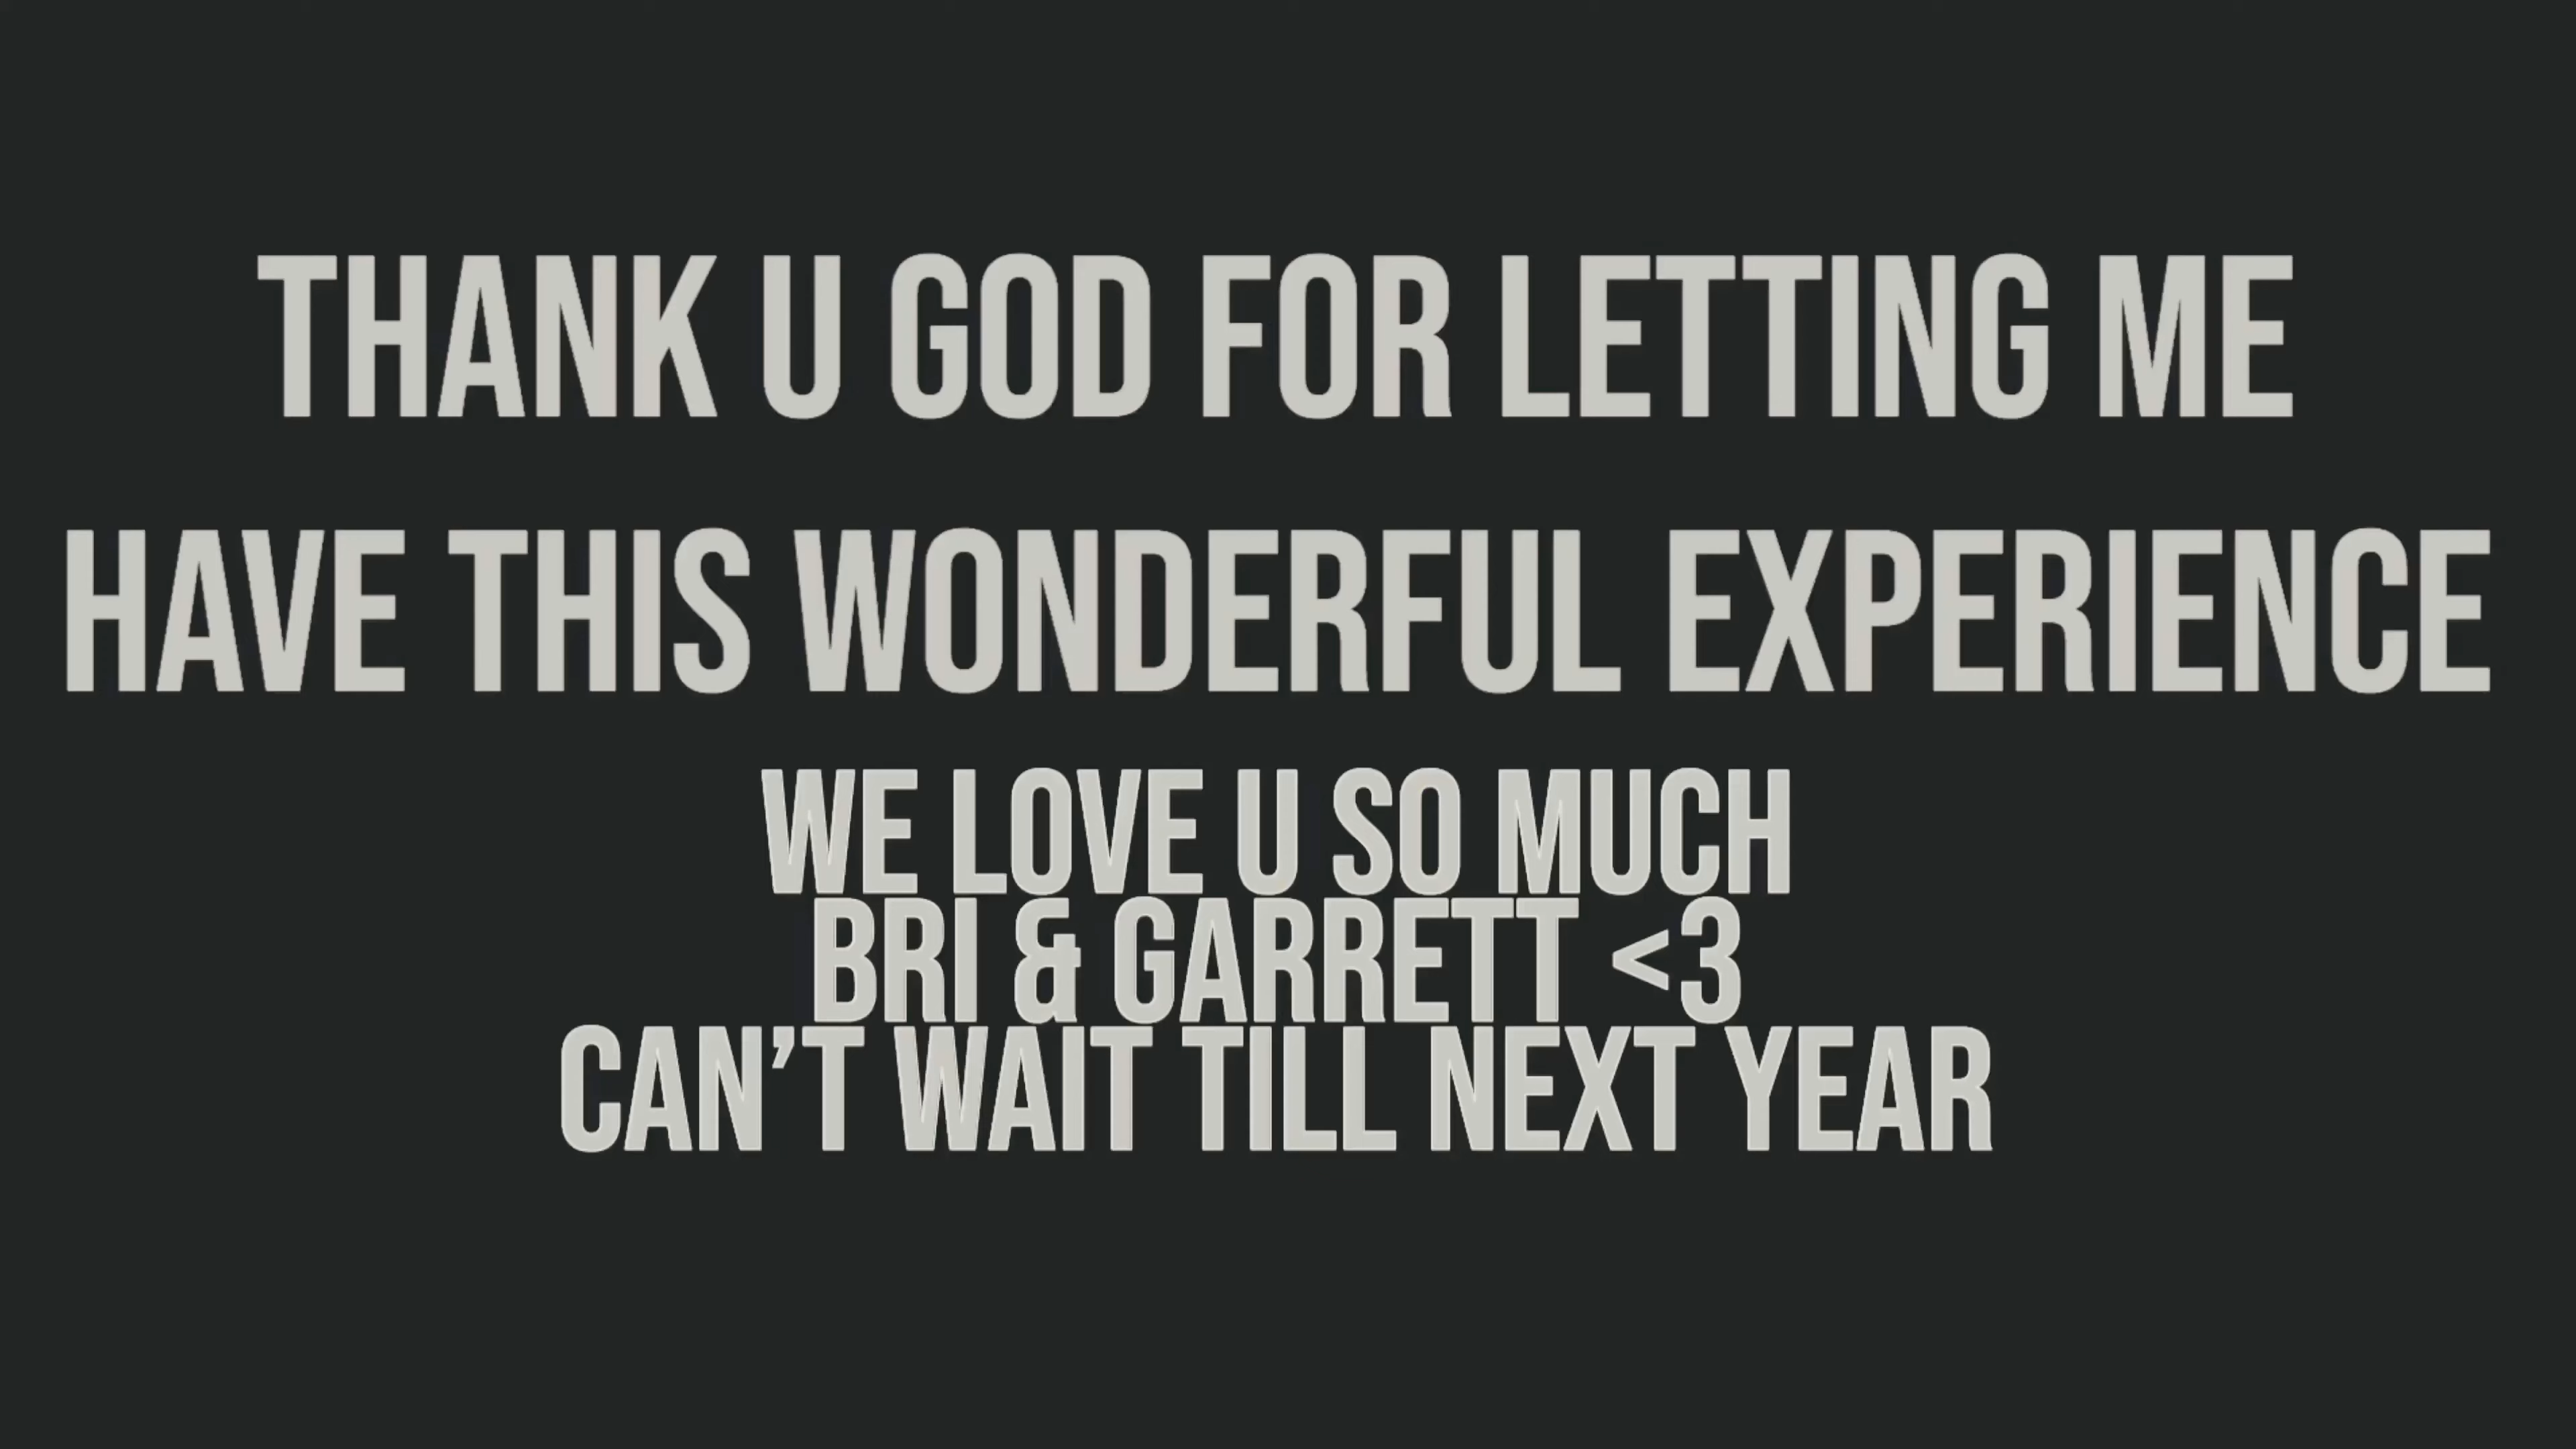 THANK U GOD FOR LETTING ME
HAVE THIS WONDERFUL EXPERIENCE
WE LOVE U SO MUCH
BRI & GARRETT <3
CAN’T WAIT TILL NEXT YEAR